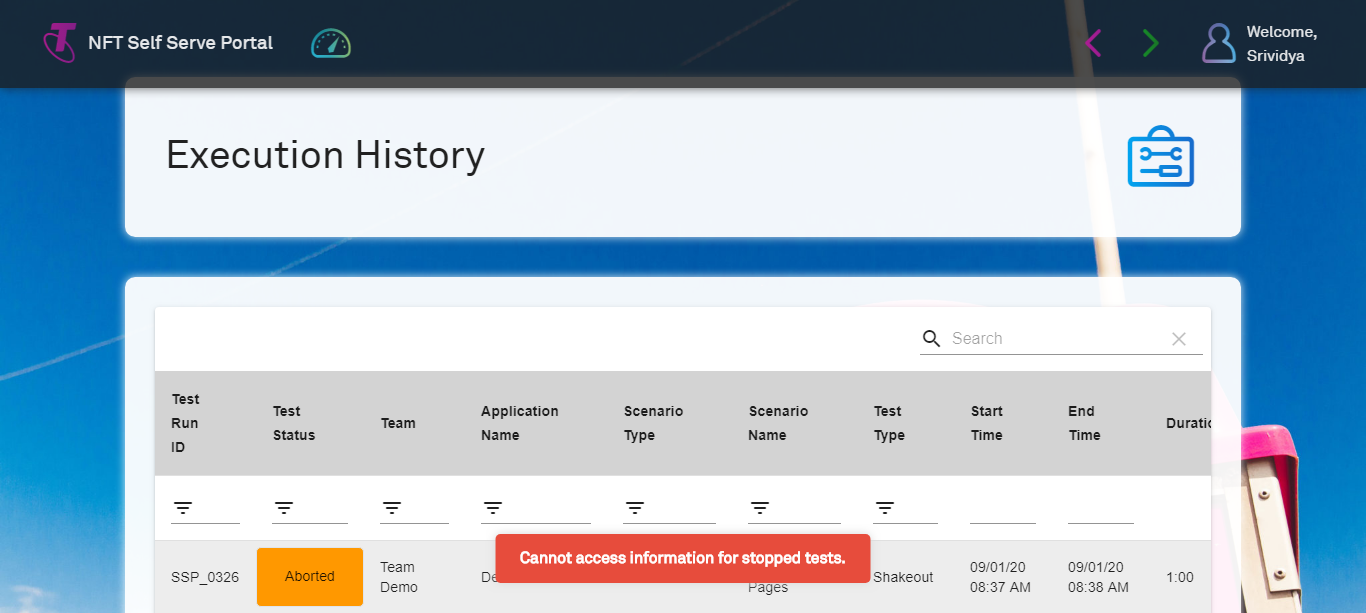 NFT Self Serve Portal
Welcome,
Srividya
Execution History
Search
Test
Run
ID
Test
Status
Team
Application
Name
Scenario
Type
Scenario
Name
Test
Type
Start
Time
End
Time
Duratio
SSP_0326
Aborted
Team
Demo
De
Pages
Shakeout
09/01/20
08:37 AM
09/01/20
08:38 AM
1:00
Cannot access information for stopped tests.